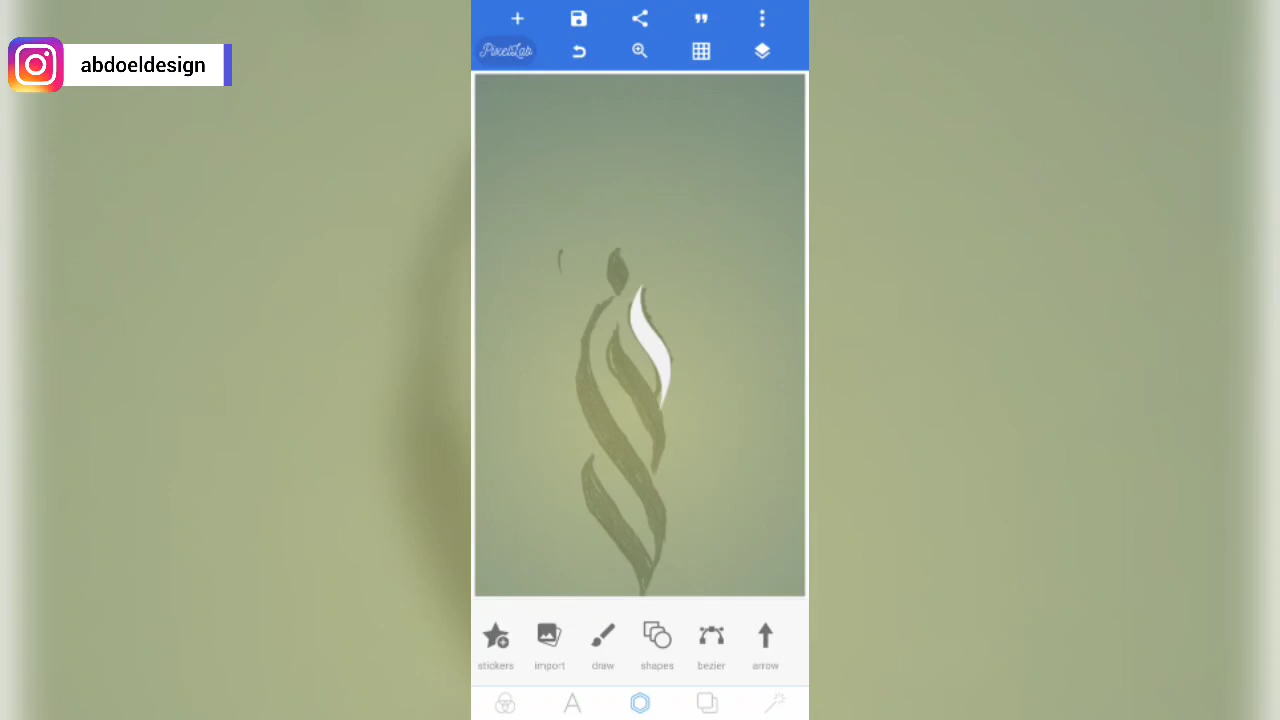 abdoeldesign
PixelLab
stickers
import
draw
shapes
bezier
arrow